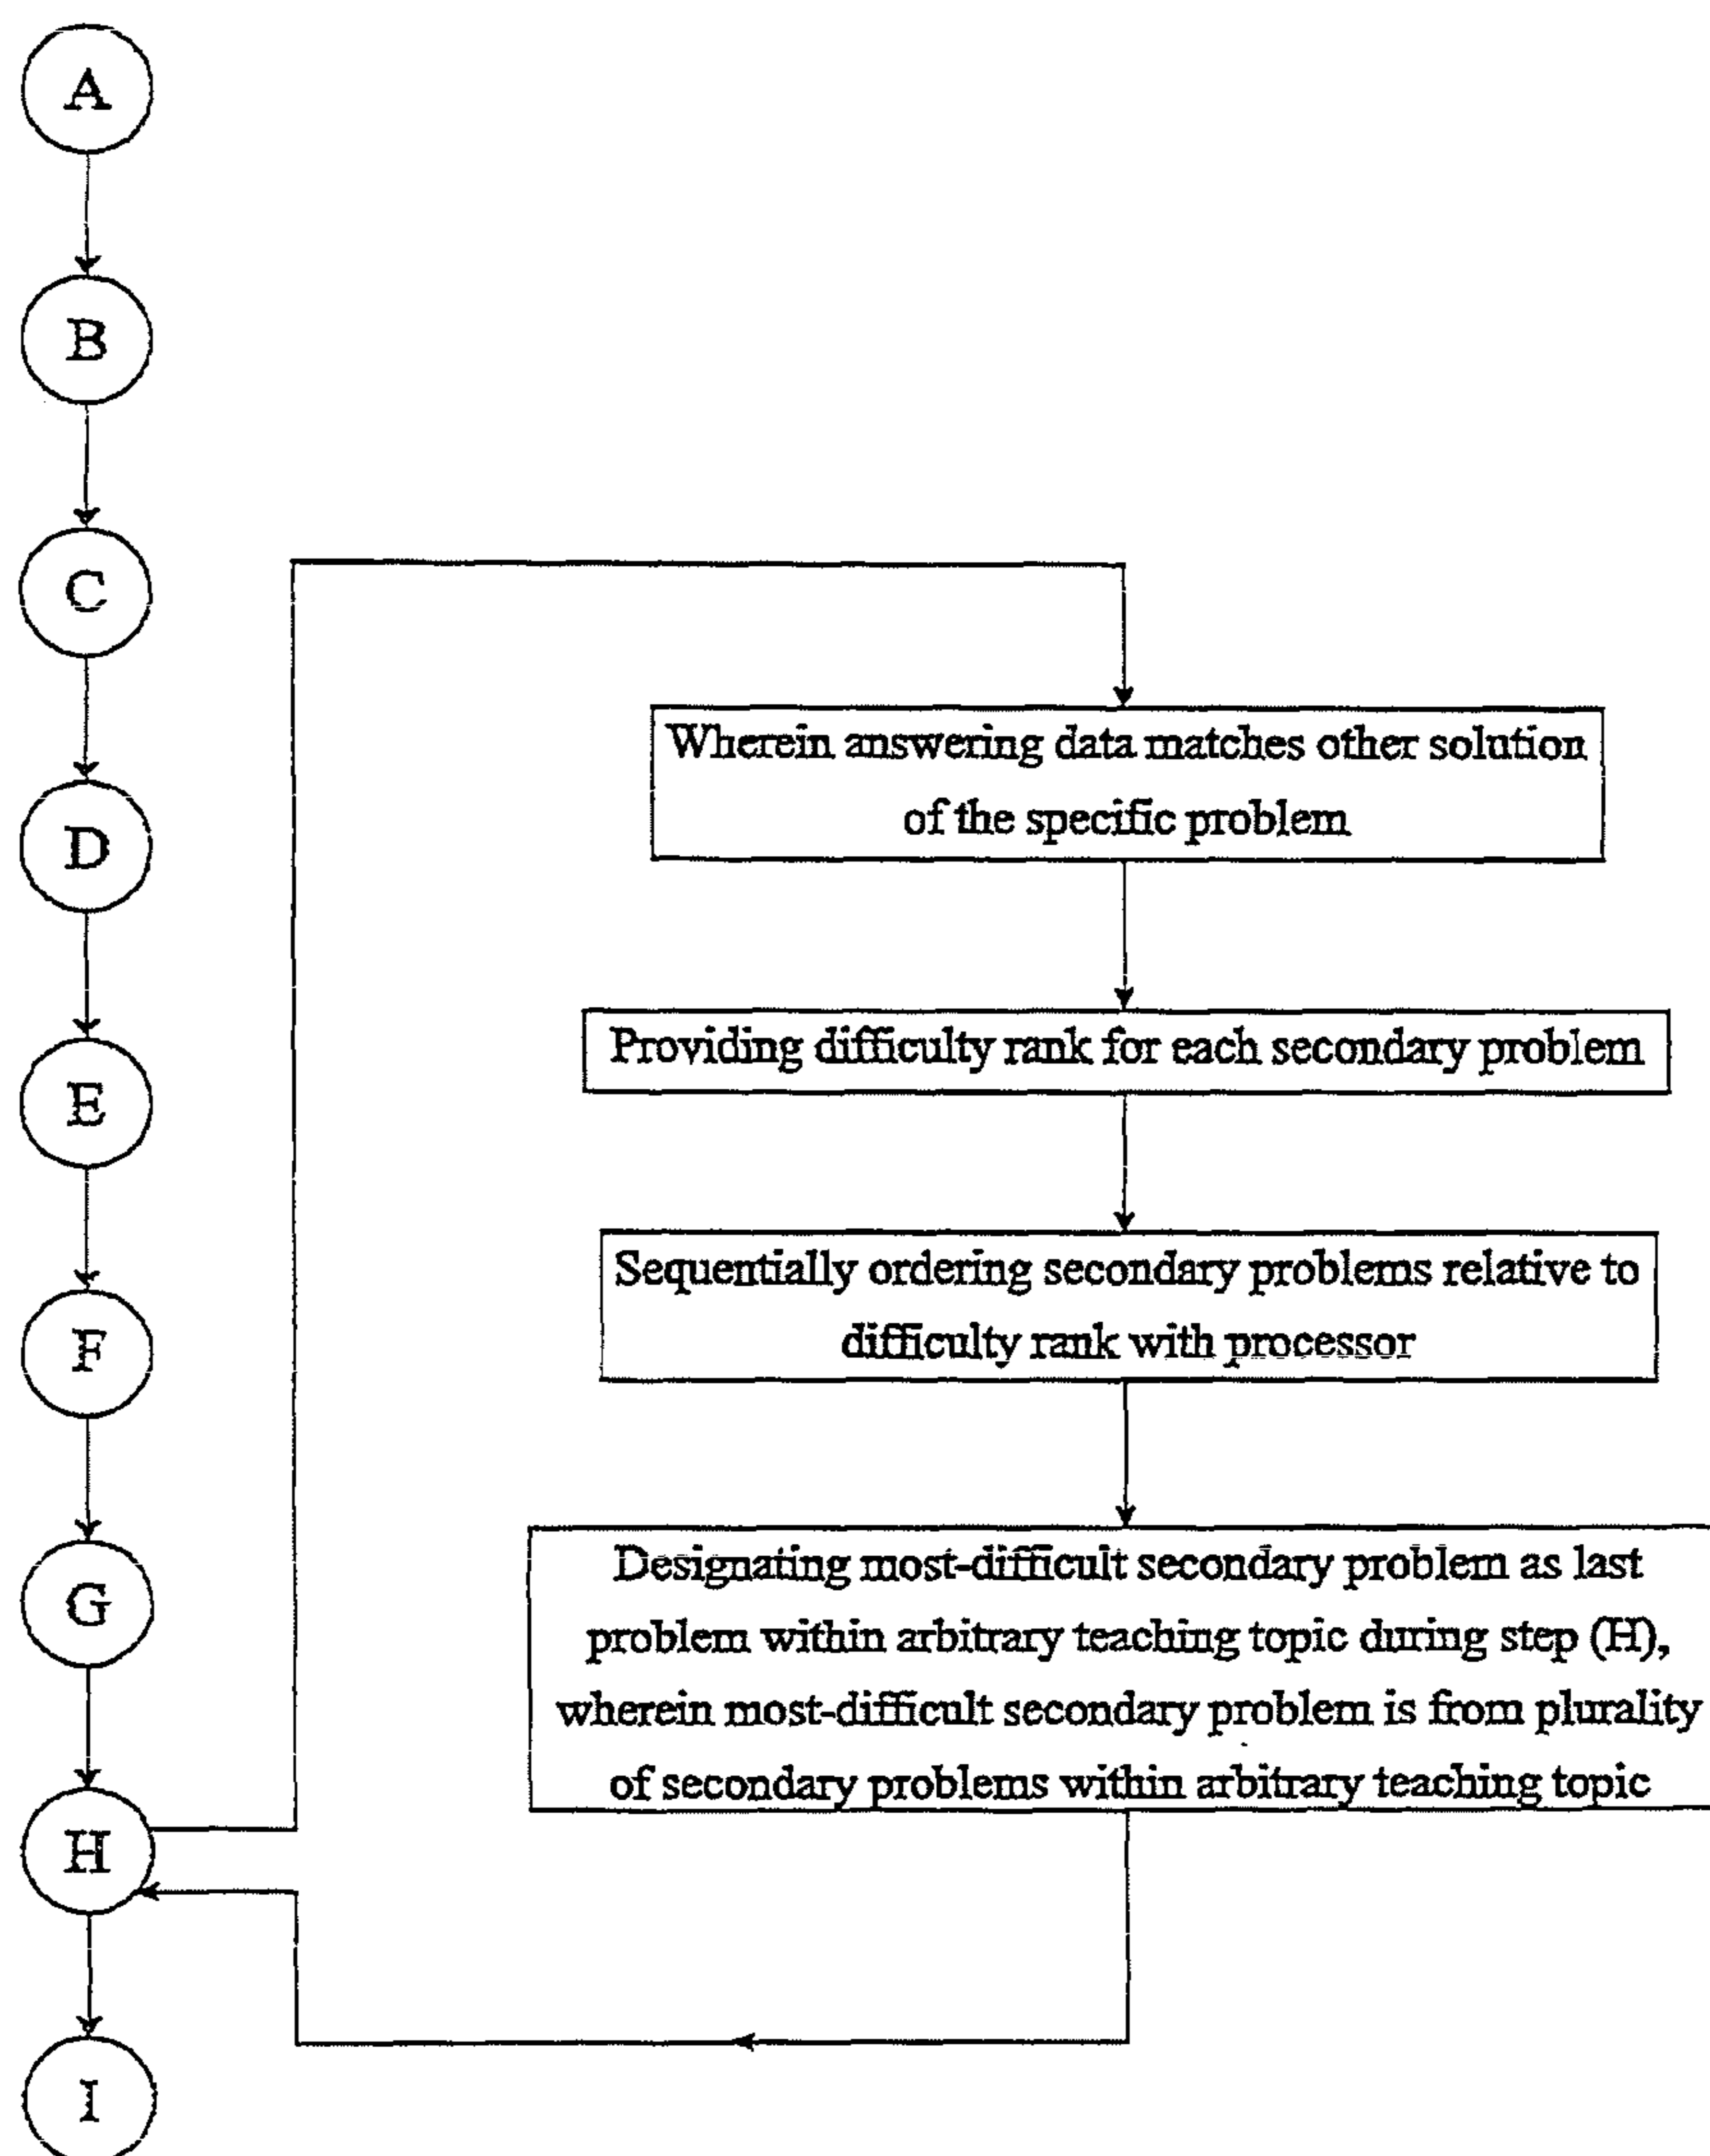 A
B
C
D
E
F
G
H
I
Wherein answering data matches other solution
of the specific problem
Providing difficulty rank for each secondary problem
Sequentially ordering secondary problems relative to
difficulty rank with processor
Designating most-difficult secondary problem as last
problem within arbitrary teaching topic during step (H),
wherein most-difficult secondary problem is from plurality
of secondary problems within arbitrary teaching topic